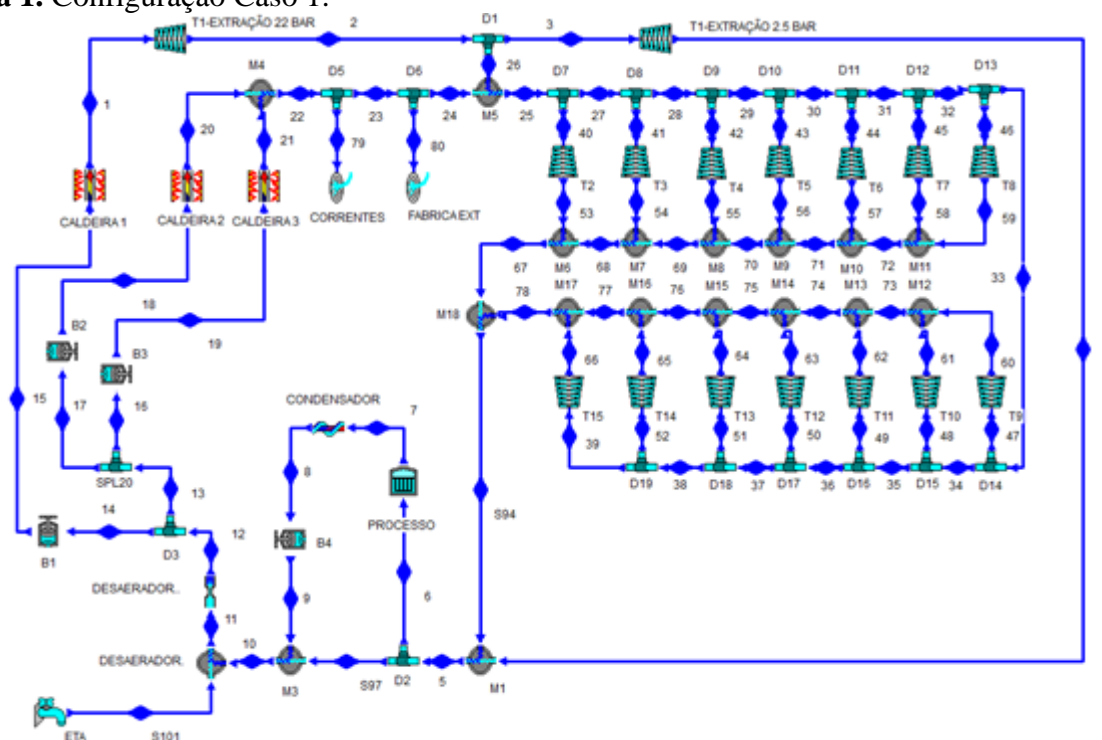 a 1. Configuração Caso 1.
T1-EXTRAÇÃO 22 BAR
2
D1
3
T1-EXTRAÇÃO 2.5 BAR
M4
D5
D6
26
D7
D8
D9
D10
D11
D12
D13
1
20
21
22
23
24
M5
25
27
28
29
30
31
32
79
80
40
41
42
43
44
45
46
CALDEIRA 1
CALDEIRA 2
CALDEIRA 3
CORRENTES
FABRICA EXT
T2
T3
T4
T5
T6
T7
T8
53
54
55
56
57
58
59
67
M6
68
M7
69
M8
70
M9
71
M10
72
M11
33
18
19
M18
78
M17
77
M16
76
M15
75
M14
74
M13
73
M12
B2
B3
66
65
64
63
62
61
60
15
17
16
CONDENSADOR
7
T15
T14
T13
T12
T11
T10
T9
39
52
51
50
49
48
47
8
SPL20
13
D19
38
D18
37
D17
36
D16
35
D15
34
D14
14
12
B1
D3
B4
PROCESSO
S94
DESAERADOR..
9
6
11
DESAERADOR.
10
M3
S97
D2
5
M1
ETA
S101